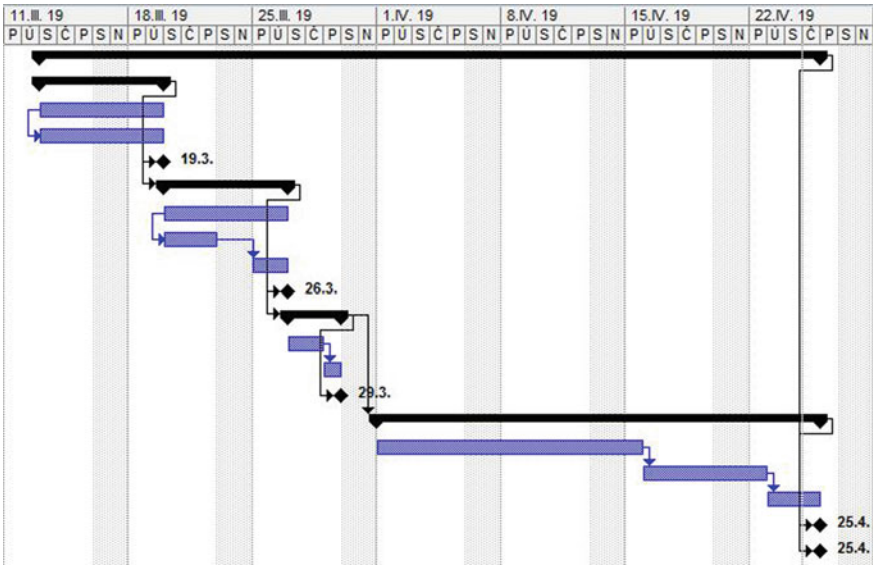 11.III. 19 18.III. 19 25.III. 19 1.IV. 19 8.IV. 19 15.IV. 19 22.IV. 19
P Ú S Č P S N P Ú S Č P S N P Ú S Č P S N P Ú S Č P S N P Ú S Č P S N P Ú S Č P S N P Ú S Č P S N
19.3.
26.3.
29.3.
25.4.
25.4.